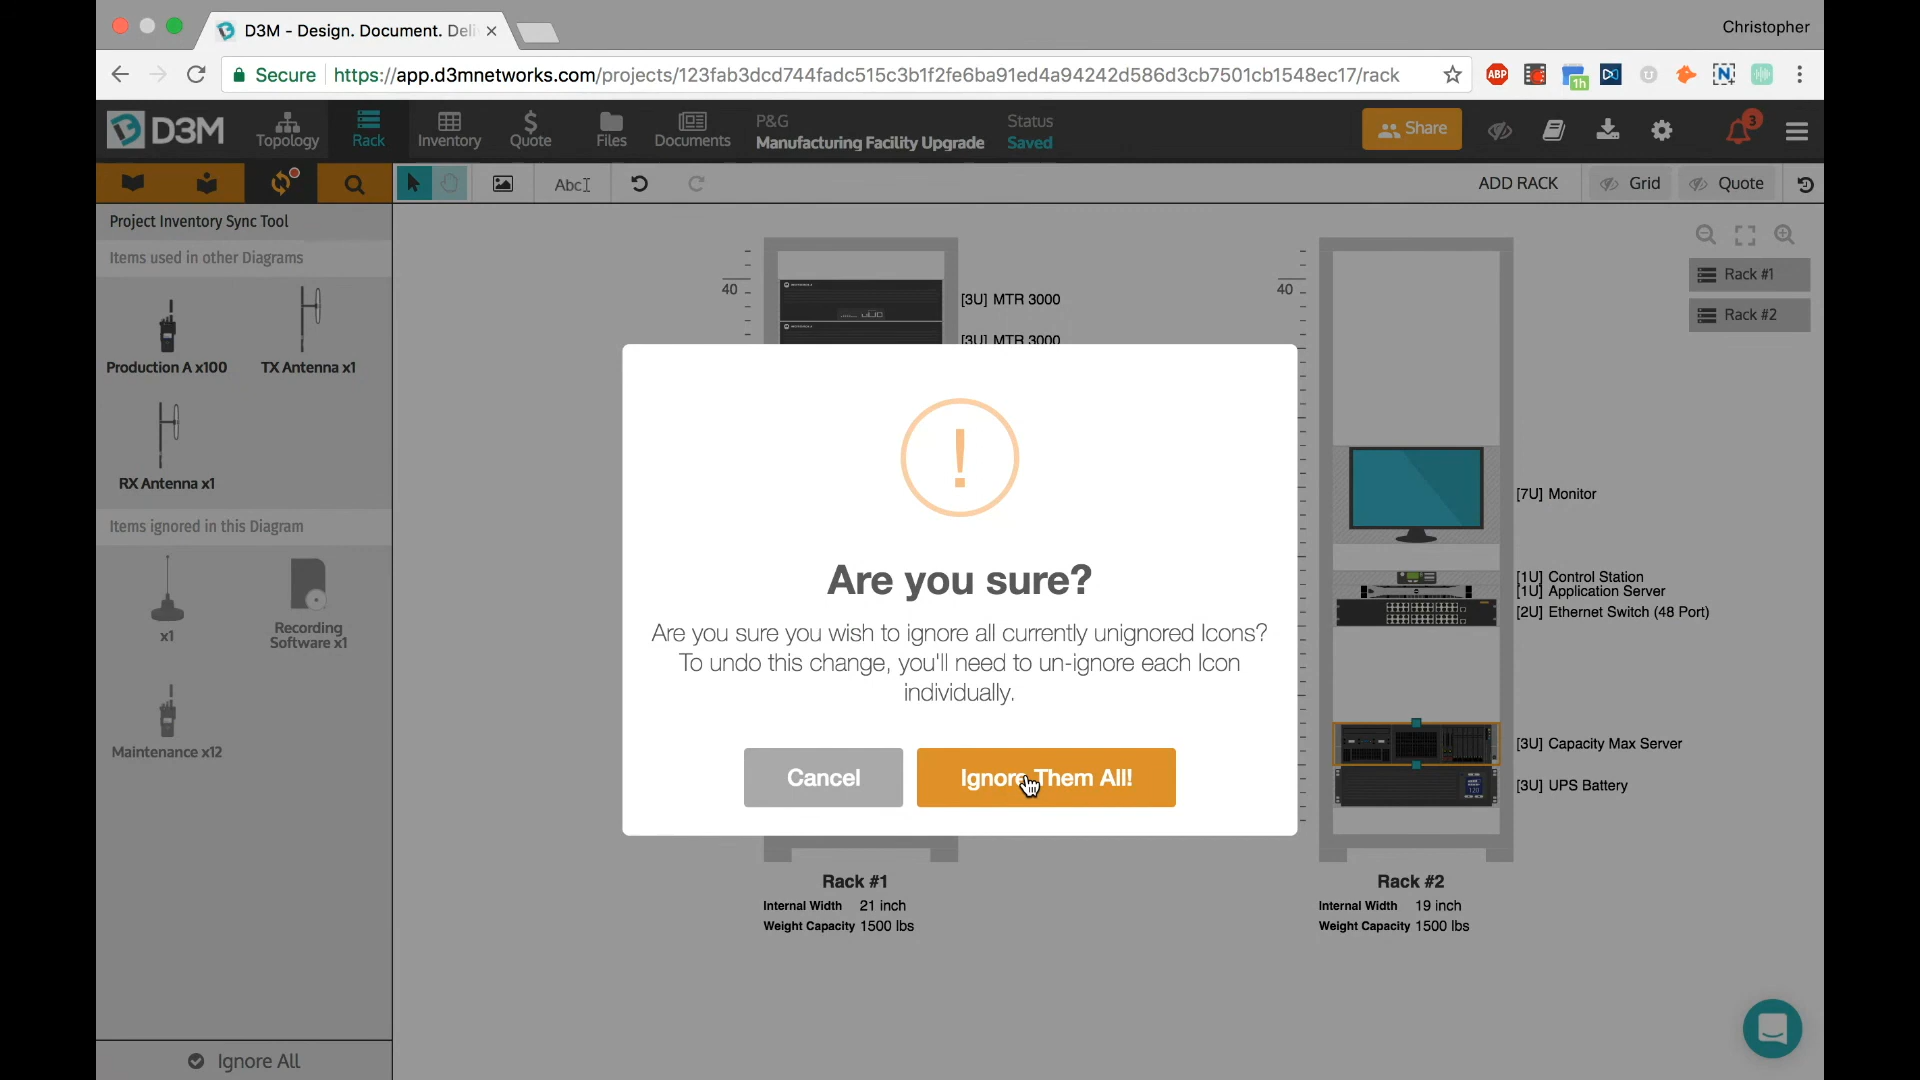 D3M - Design. Document. Deli
Christopher
Secure
https://app.d3mnetworks.com/projects/123fab3dcd744fadc515c3b1f2fe6ba91ed4a94242d586d3cb7501cb1548ec17/rack
ABP
1h
N
D3M
Topology
Rack
Inventory
Quote
Files
Documents
P&G
Manufacturing Facility Upgrade
Status
Saved
Share
3
Abc
ADD RACK
Grid
Quote
Project Inventory Sync Tool
Items used in other Diagrams
Production A x100
TX Antenna x1
RX Antenna x1
Items ignored in this Diagram
x1
Recording
Software x1
Maintenance x12
Ignore All
40
[3U] MTR 3000
[3U] MTR 3000
40
Rack #1
Rack #2
[7U] Monitor
[1U] Control Station
[1U] Application Server
[2U] Ethernet Switch (48 Port)
[3U] Capacity Max Server
[3U] UPS Battery
120
!
Are you sure?
Are you sure you wish to ignore all currently unignored Icons?
To undo this change, you'll need to un-ignore each Icon
individually.
Cancel
Ignore Them All!
Rack #1
Internal Width 21 inch
Weight Capacity 1500 lbs
Rack #2
Internal Width 19 inch
Weight Capacity 1500 lbs